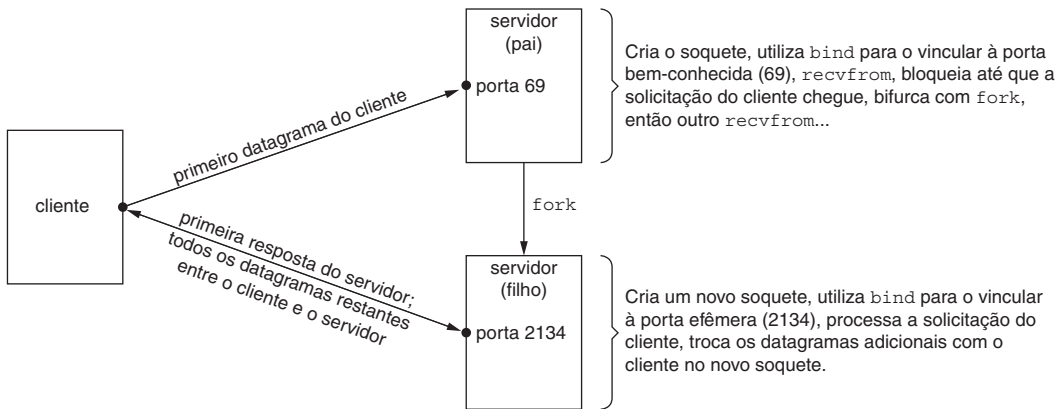 servidor
(pai)
porta 69
Cria o soquete, utiliza bind para o vincular à porta
bem-conhecida (69), recvfrom, bloqueia até que a
solicitação do cliente chegue, bifurca com fork,
então outro recvfrom...
primeiro datagrama do cliente
cliente
fork
primeira resposta do servidor;
todos os datagramas restantes
entre o cliente e o servidor
servidor
(filho)
porta 2134
Cria um novo soquete, utiliza bind para o vincular
à porta efêmera (2134), processa a solicitação do
cliente, troca os datagramas adicionais com o
cliente no novo soquete.